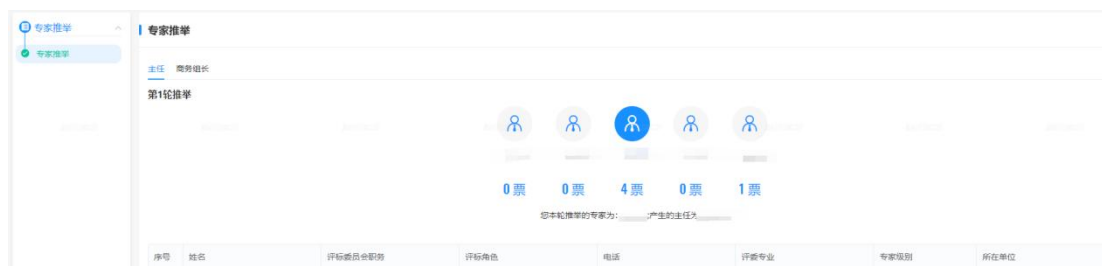 专家推举
专家推举
专家推举
主任 商务组长
第1轮推举
0票 0票 4票 0票 1票
您本轮推举的专家为: ;产生的主任为
序号 姓名 评标委员会职务 评标角色 电话 评委专业 专家级别 所在单位